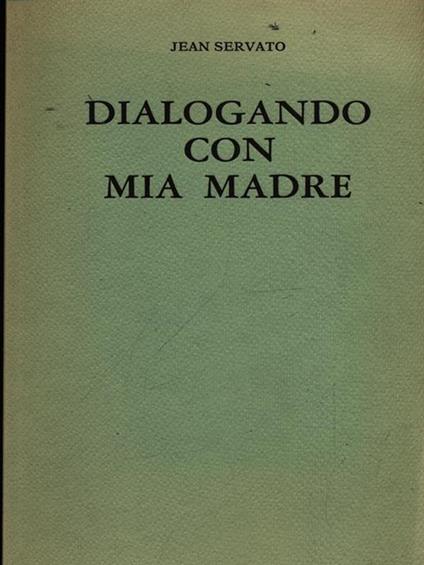 JEAN SERVATO
DIALOGANDO
CON
MIA MADRE